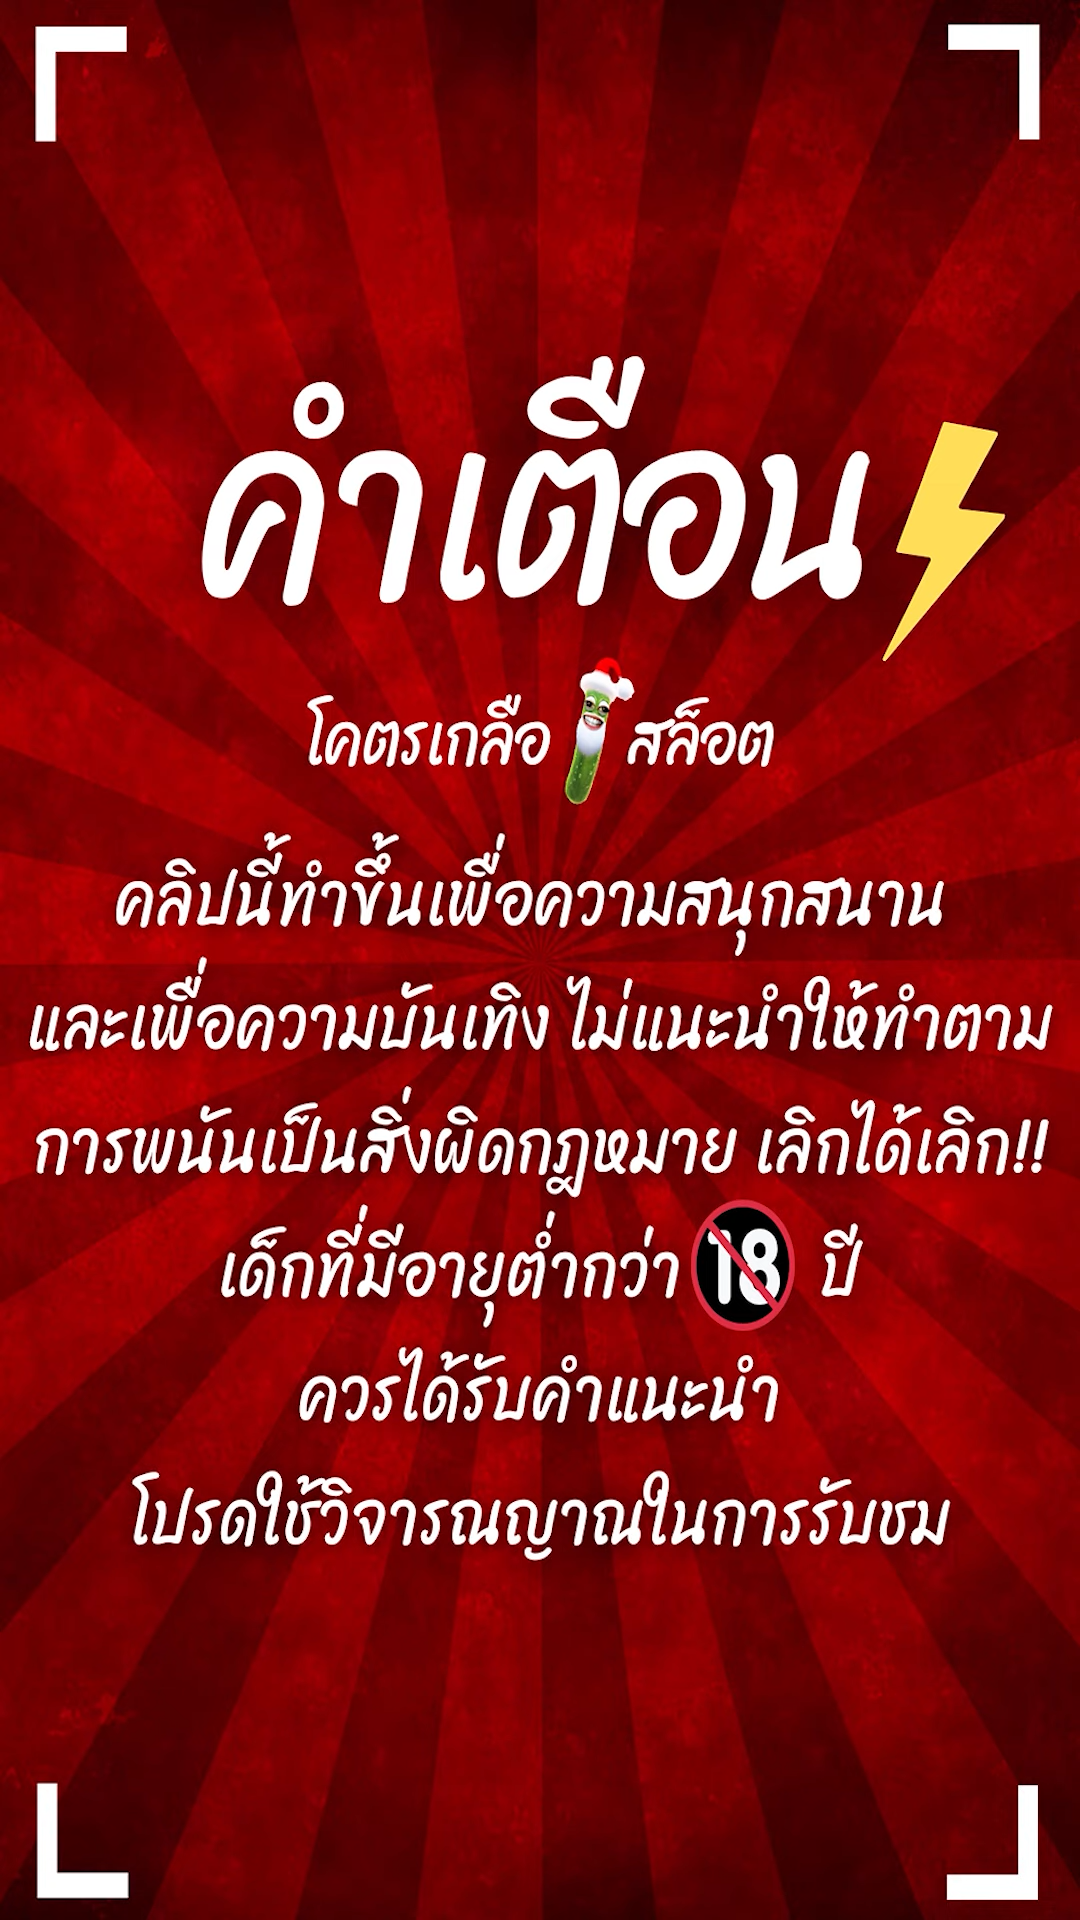 คำเตือน
โคตรเกลือ สล็อต
คลิปนี้ทำขึ้นเพื่อความสนุกสนาน
และเพื่อความบันเทิง ไม่แนะนำให้ทำตาม
การพนันเป็นสิ่งผิดกฎหมาย เลิกได้เลิก!!
เด็กที่มีอายุต่ำกว่า 18 ปี
ควรได้รับคำแนะนำ
โปรดใช้วิจารณญาณในการรับชม